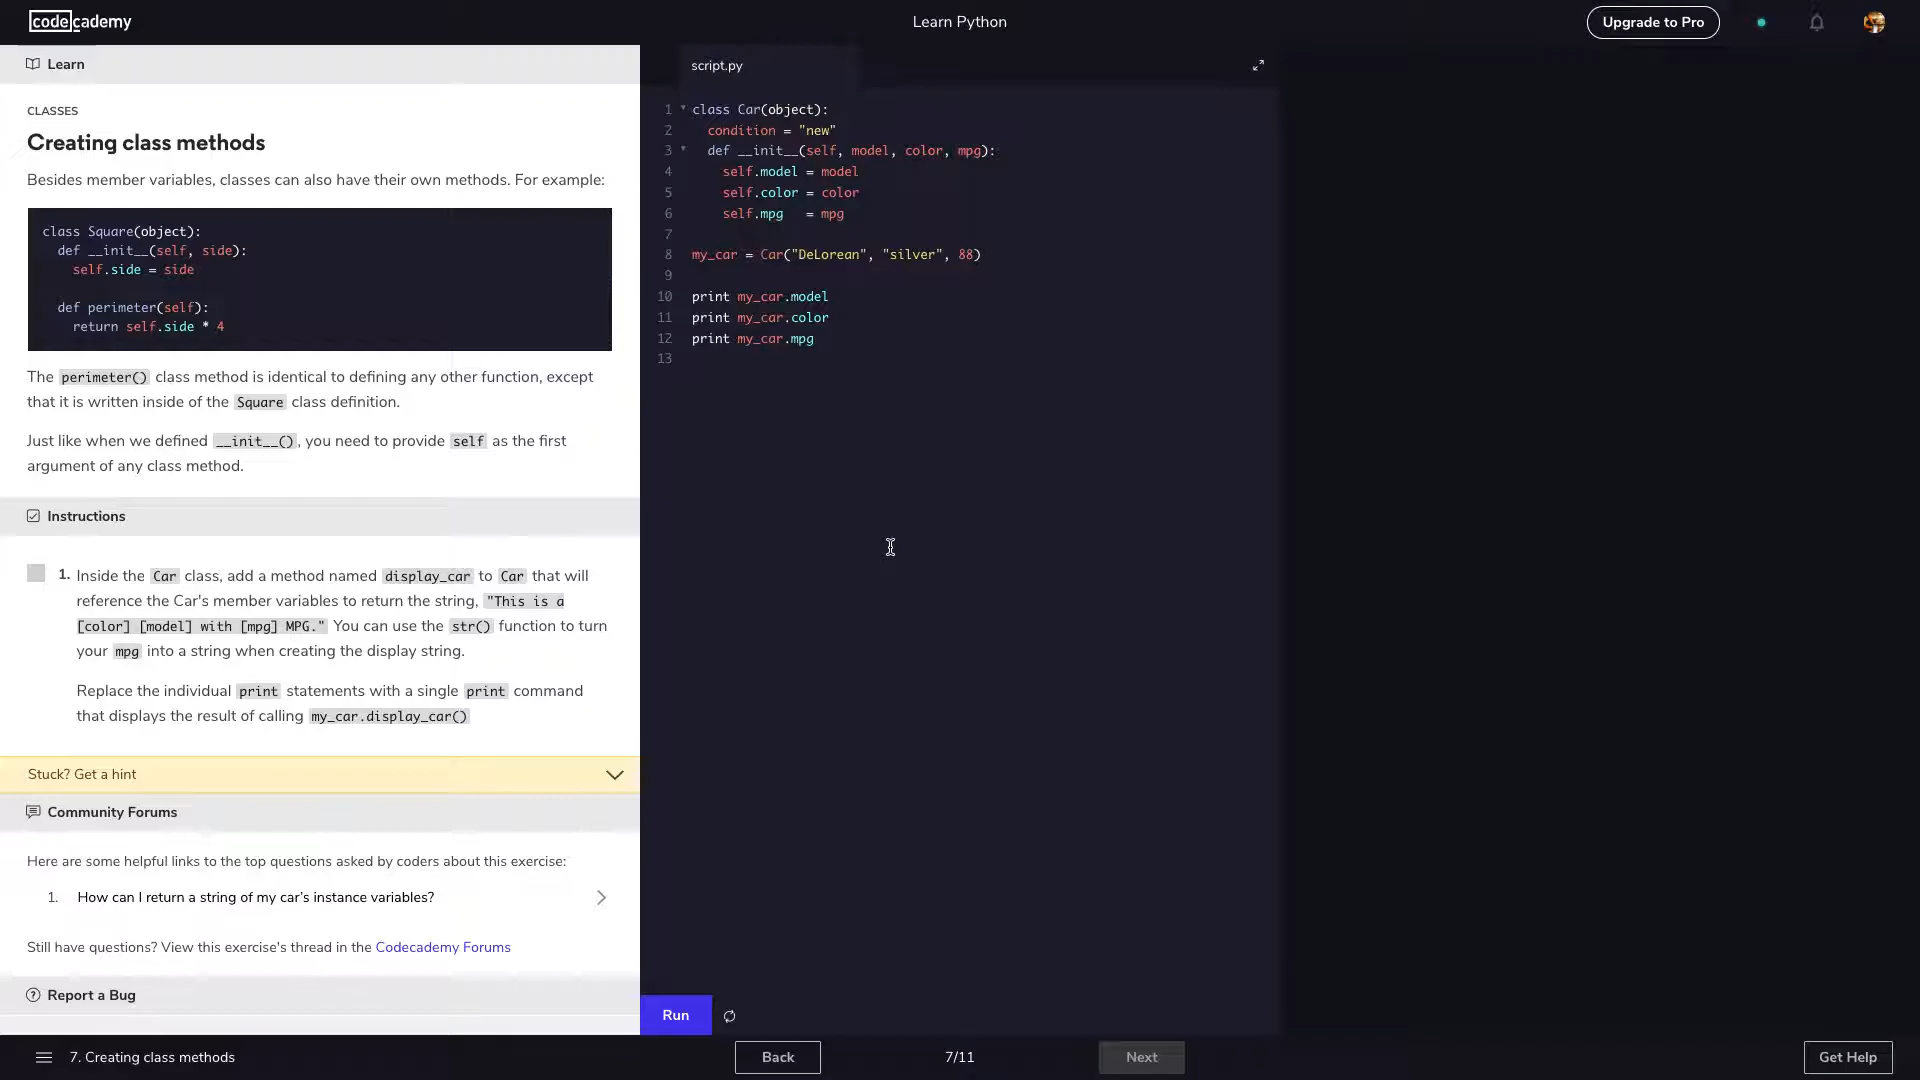 codecademy
Learn Python
Upgrade to Pro
Learn
CLASSES
Creating class methods
Besides member variables, classes can also have their own methods. For example:
class Square(object):
  def __init__(self, side):
    self.side = side
  def perimeter(self):
    return self.side * 4
The perimeter() class method is identical to defining any other function, except
that it is written inside of the Square class definition.
Just like when we defined __init__(), you need to provide self as the first
argument of any class method.
Instructions
1. Inside the Car class, add a method named display_car to Car that will
reference the Car's member variables to return the string, "This is a
[color] [model] with [mpg] MPG." You can use the str() function to turn
your mpg into a string when creating the display string.
Replace the individual print statements with a single print command
that displays the result of calling my_car.display_car()
Stuck? Get a hint
Community Forums
Here are some helpful links to the top questions asked by coders about this exercise:
1. How can I return a string of my car's instance variables?
Still have questions? View this exercise's thread in the Codecademy Forums
Report a Bug
script.py
1 class Car(object):
2   condition = "new"
3   def __init__(self, model, color, mpg):
4     self.model = model
5     self.color = color
6     self.mpg   = mpg
7
8 my_car = Car("DeLorean", "silver", 88)
9
10 print my_car.model
11 print my_car.color
12 print my_car.mpg
13
Run
7. Creating class methods
Back
7/11
Next
Get Help